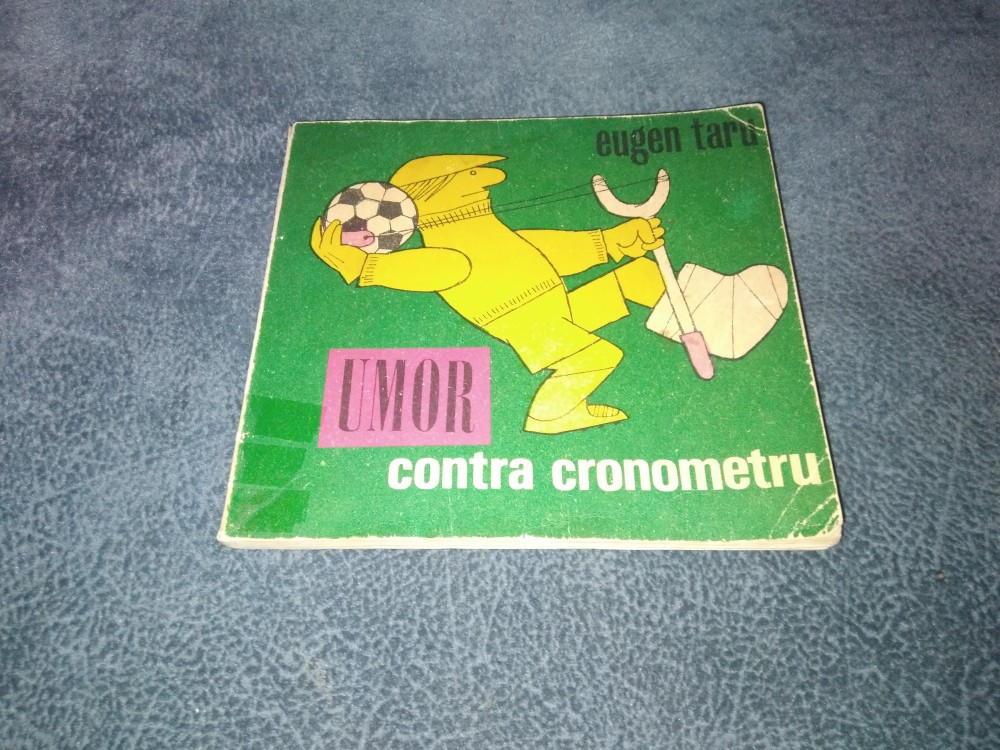 eugen taru
UMOR
contra cronometru